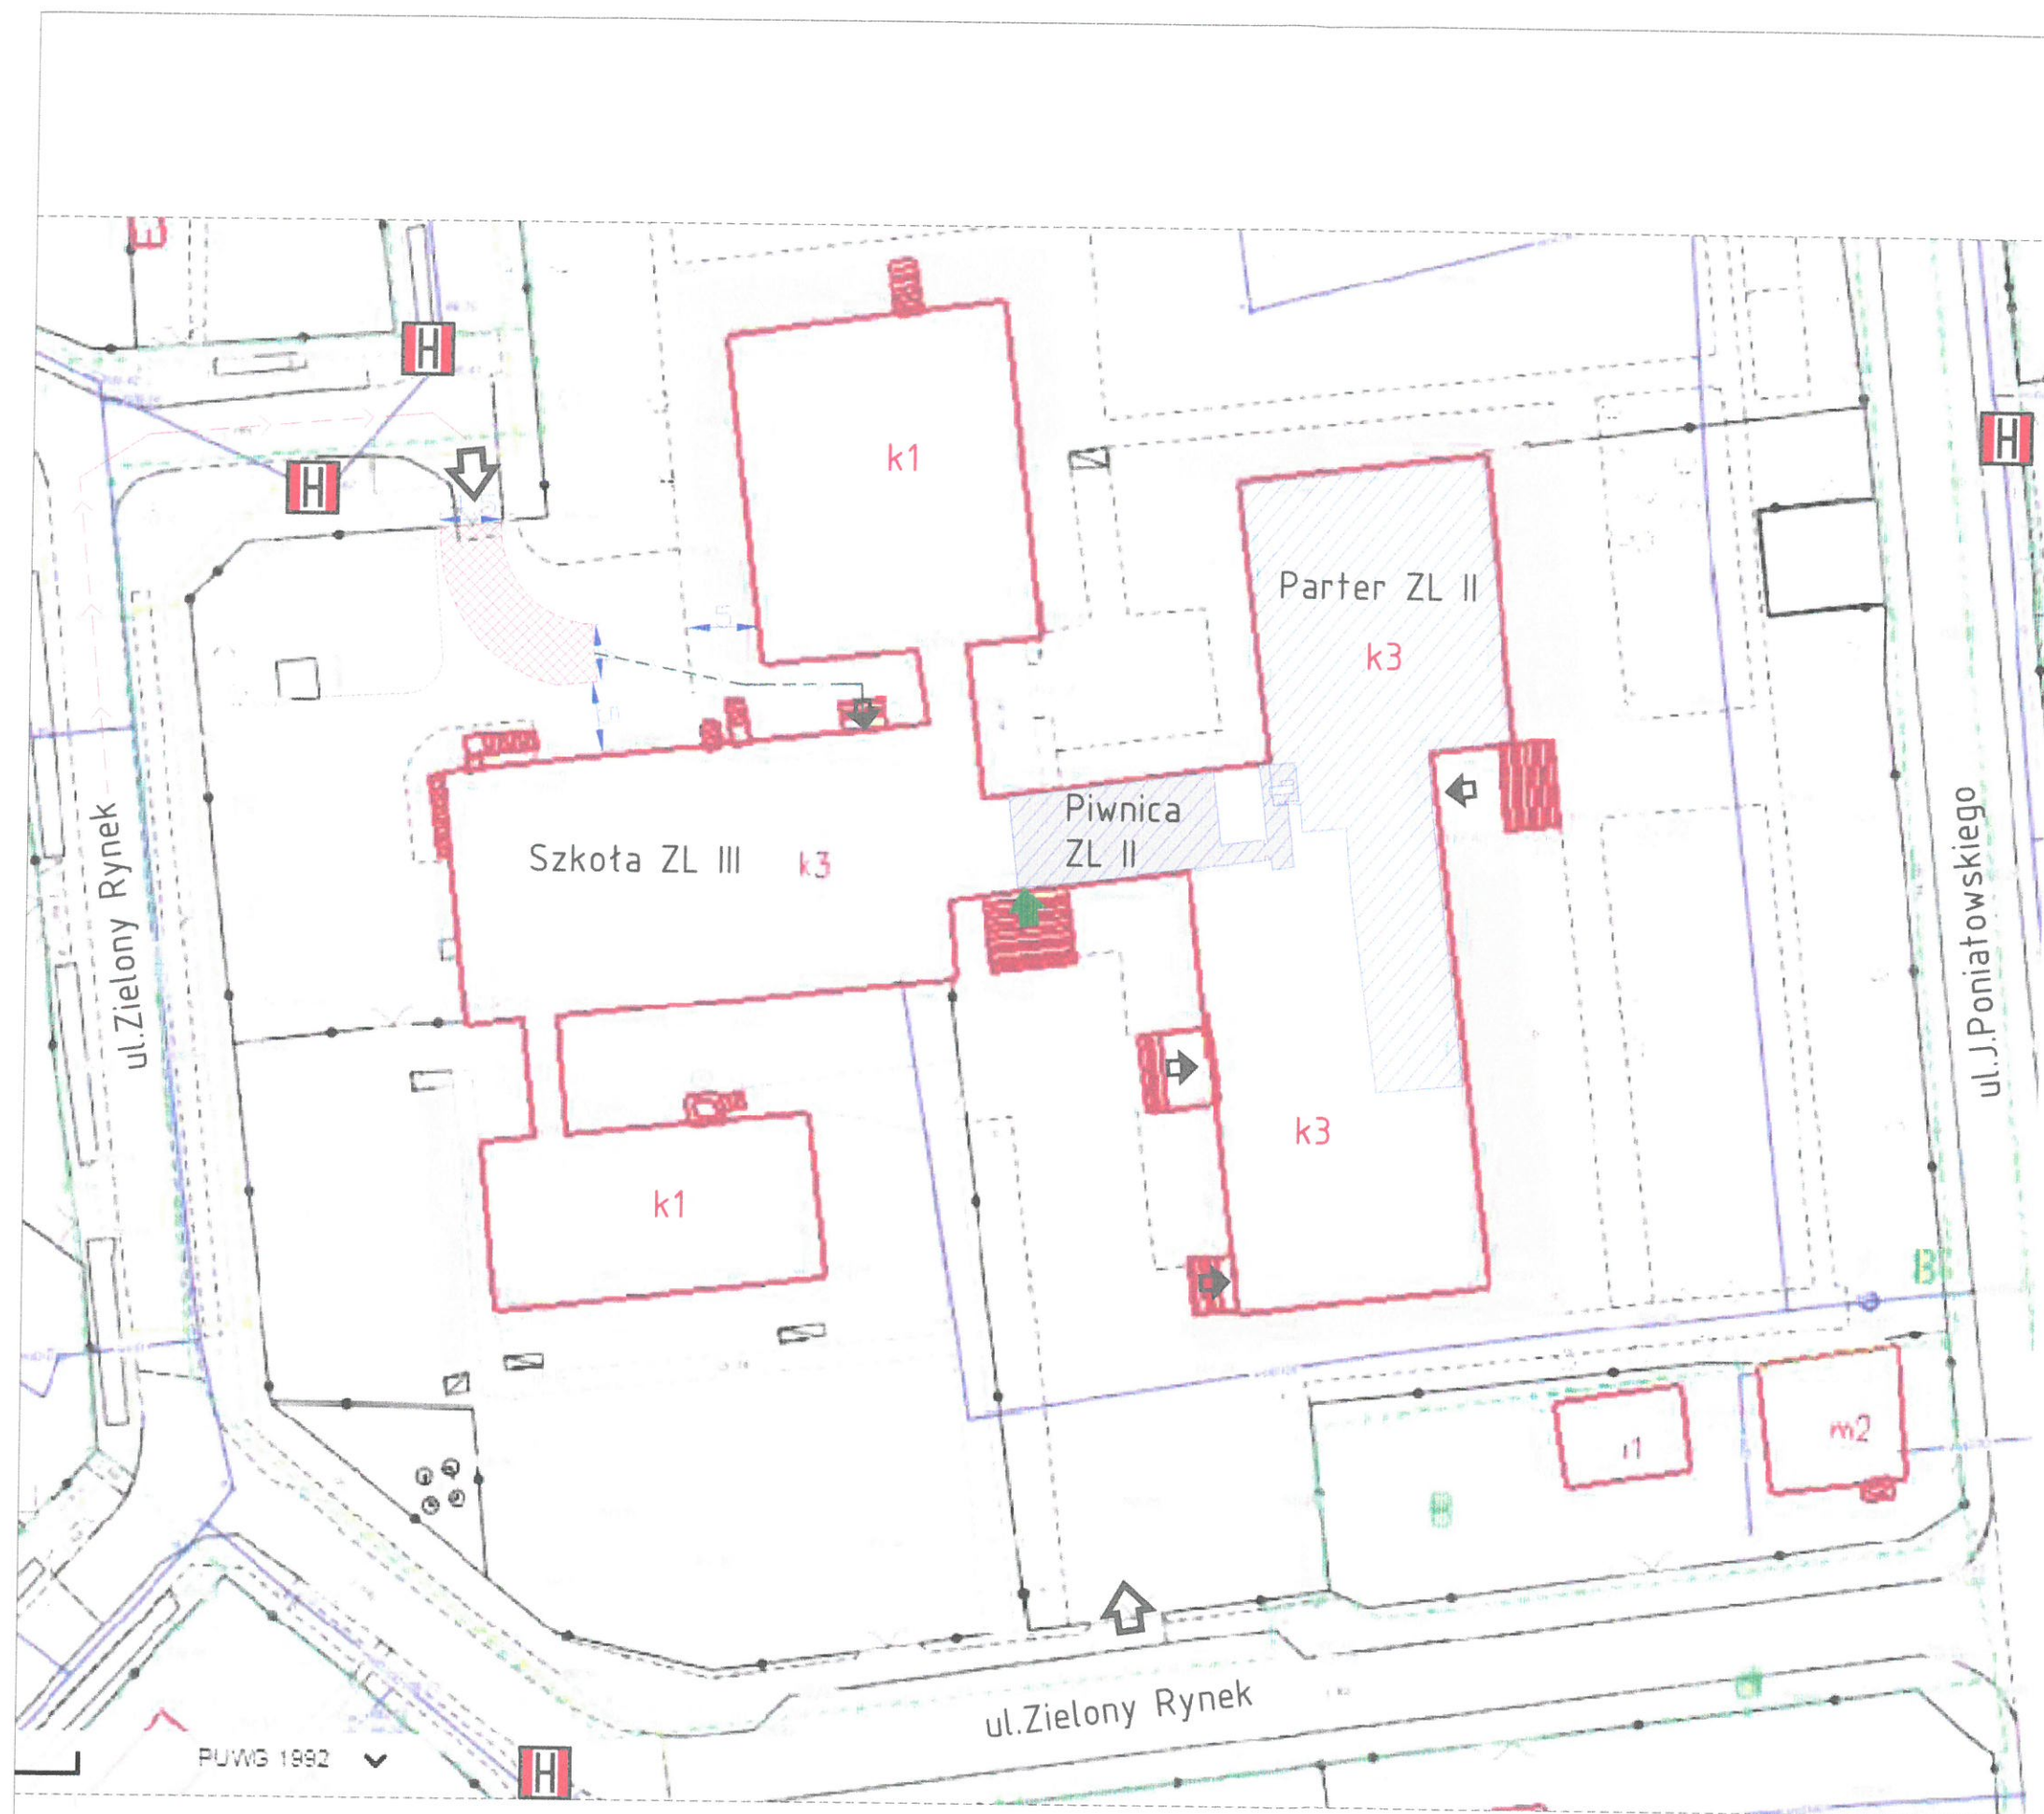 E
H
H
H
k1
Parter ZL II
k3
Piwnica
ZL II
Szkoła ZL III
k3
ul.Zielony Rynek
ul.J.Poniatowskiego
k3
k1
B
i1
m2
B
ul.Zielony Rynek
PUWG 1992
H